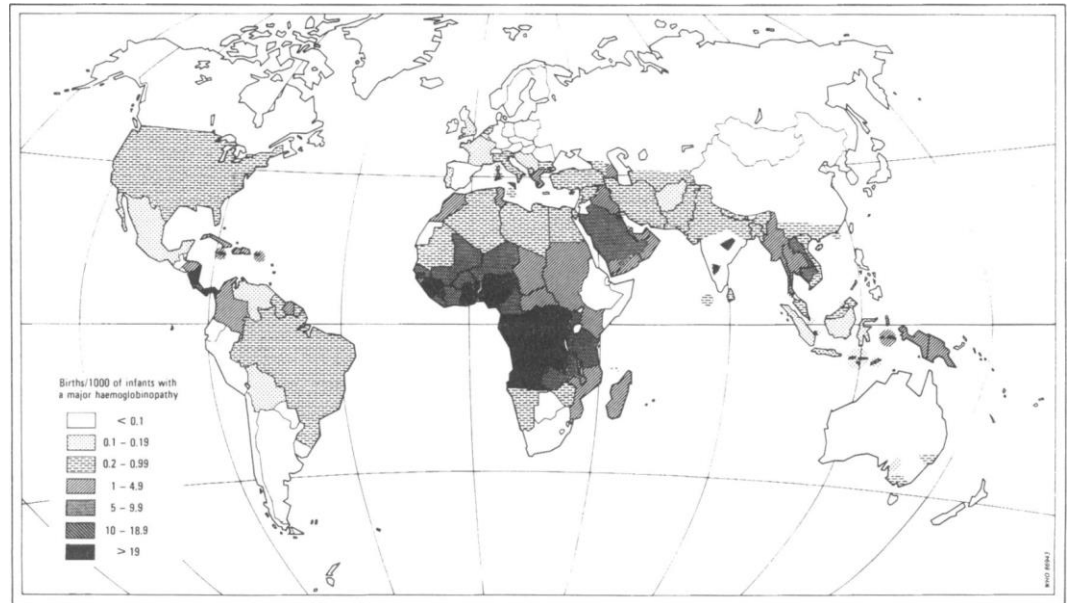 Births/1000 of infants with
a major haemoglobinopathy
< 0.1
0.1 – 0.19
0.2 – 0.99
1 – 4.9
5 – 9.9
10 – 18.9
> 19